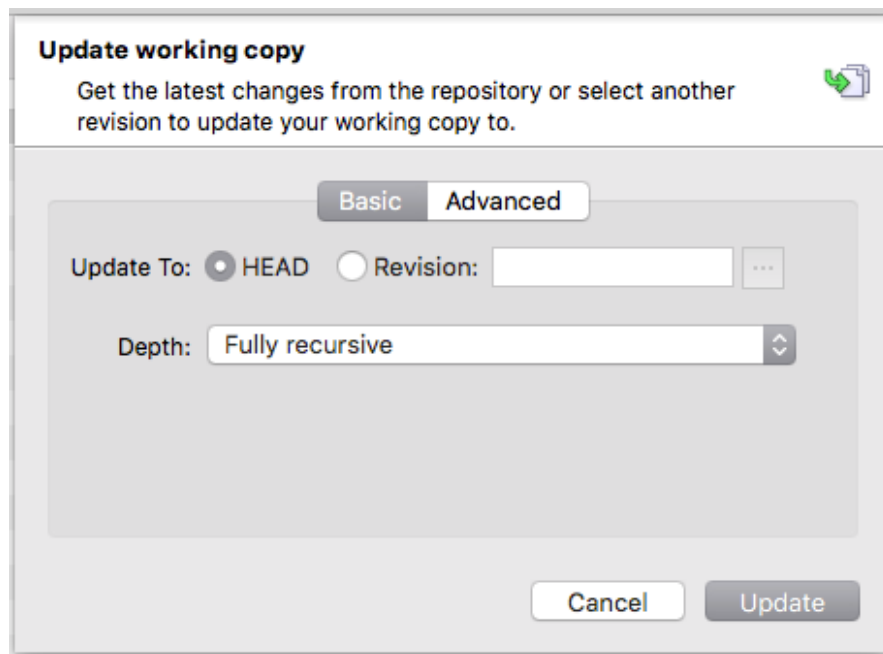 Update working copy
Get the latest changes from the repository or select another
revision to update your working copy to.
Basic Advanced
Update To: HEAD Revision: ...
Depth: Fully recursive
Cancel Update